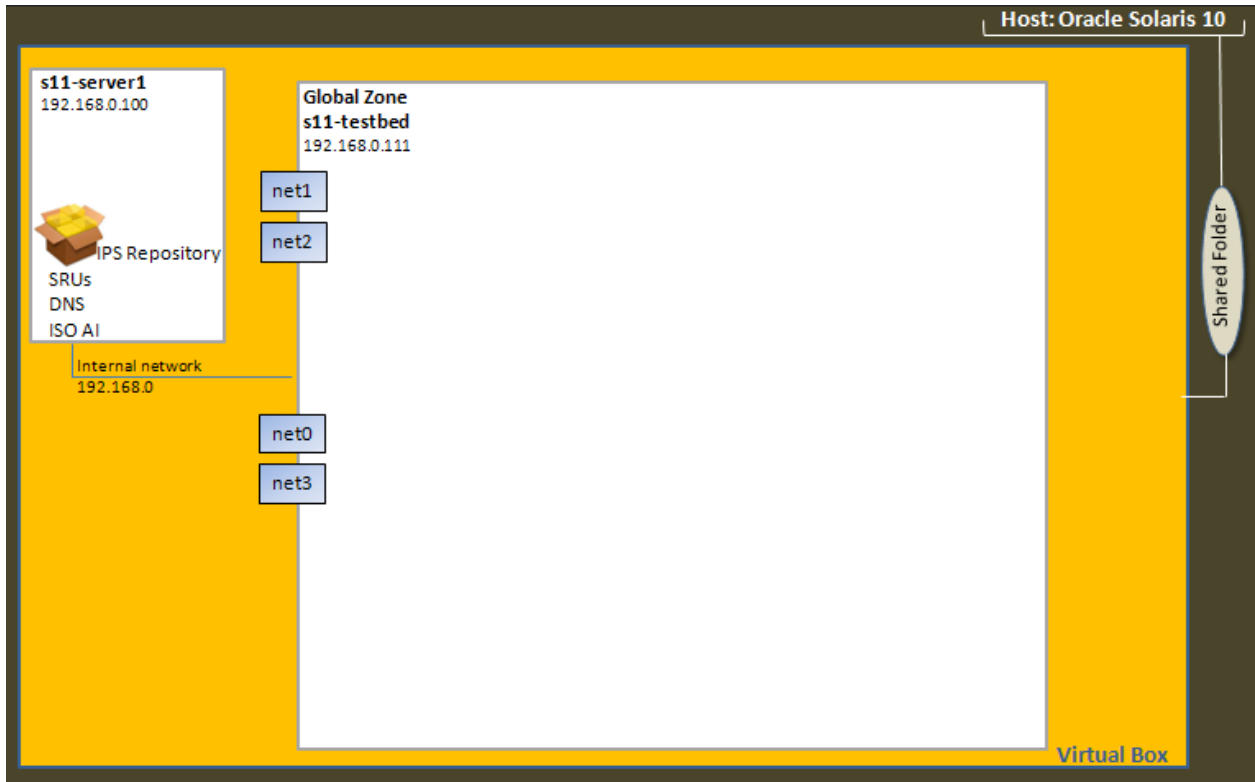 Host: Oracle Solaris 10
s11-server1
192.168.0.100
IPS Repository
SRUs
DNS
ISO AI
Internal network
192.168.0
Global Zone
s11-testbed
192.168.0.111
net1
net2
net0
net3
Shared Folder
Virtual Box